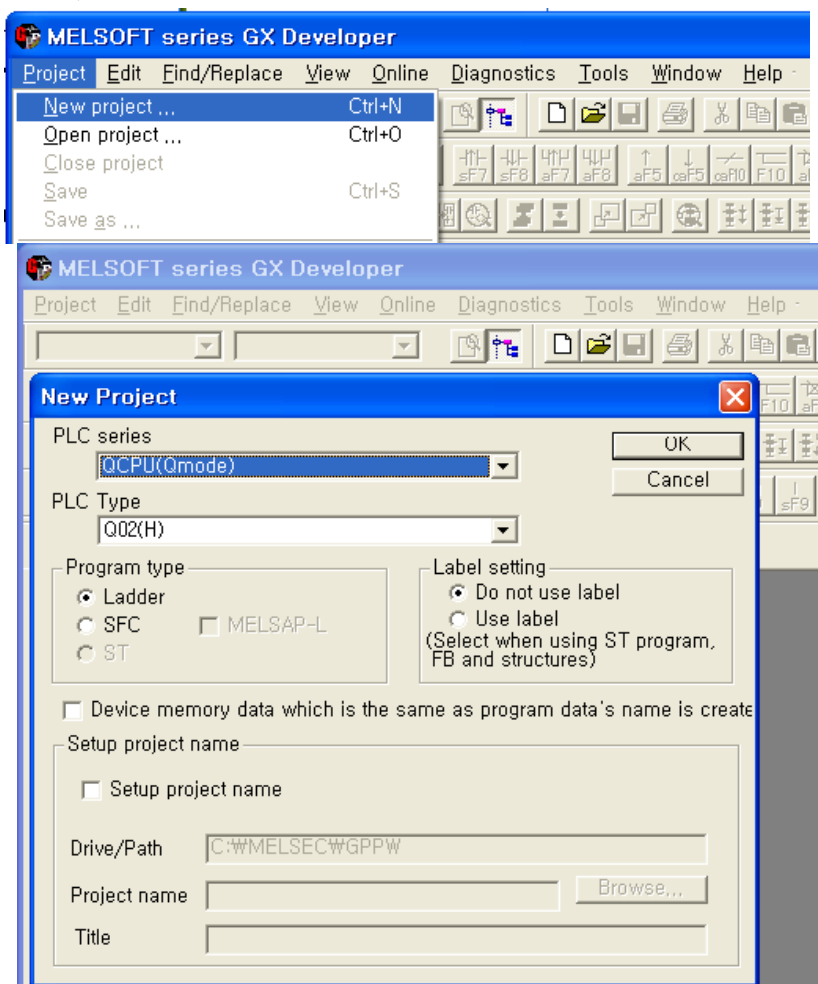 MELSOFT series GX Developer
Project Edit Find/Replace View Online Diagnostics Tools Window Help
New project ... Ctrl+N
Open project ... Ctrl+O
Close project
Save Ctrl+S
Save as ...
sF7 sF8 aF7 aF8 aF5 caF5 caF10 F10
MELSOFT series GX Developer
Project Edit Find/Replace View Online Diagnostics Tools Window Help
New Project
F10 aF
PLC series
OK
QCPU(Qmode)
Cancel
PLC Type
sF9
Q02(H)
Program type
Label setting
Ladder
Do not use label
SFC MELSAP-L
Use label
ST
(Select when using ST program,
FB and structures)
Device memory data which is the same as program data's name is create
Setup project name
Setup project name
Drive/Path C:₩MELSEC₩GPPW
Project name Browse...
Title